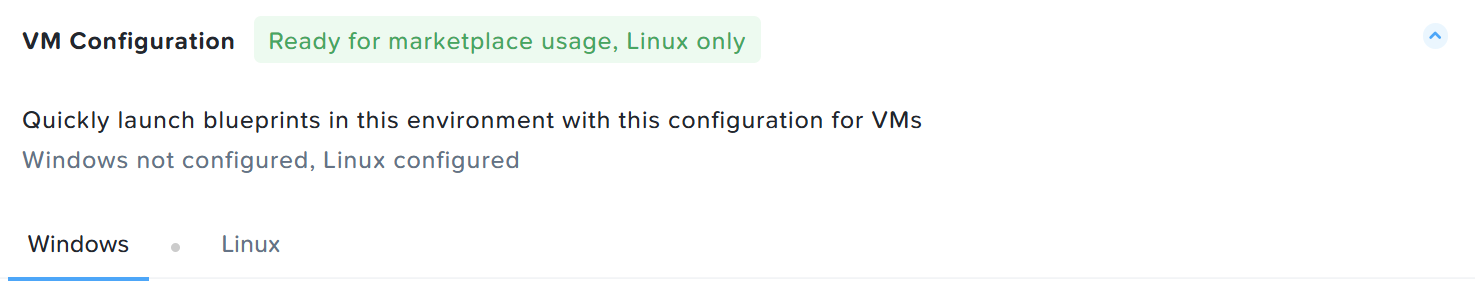 VM Configuration Ready for marketplace usage, Linux only
Quickly launch blueprints in this environment with this configuration for VMs
Windows not configured, Linux configured
Windows Linux